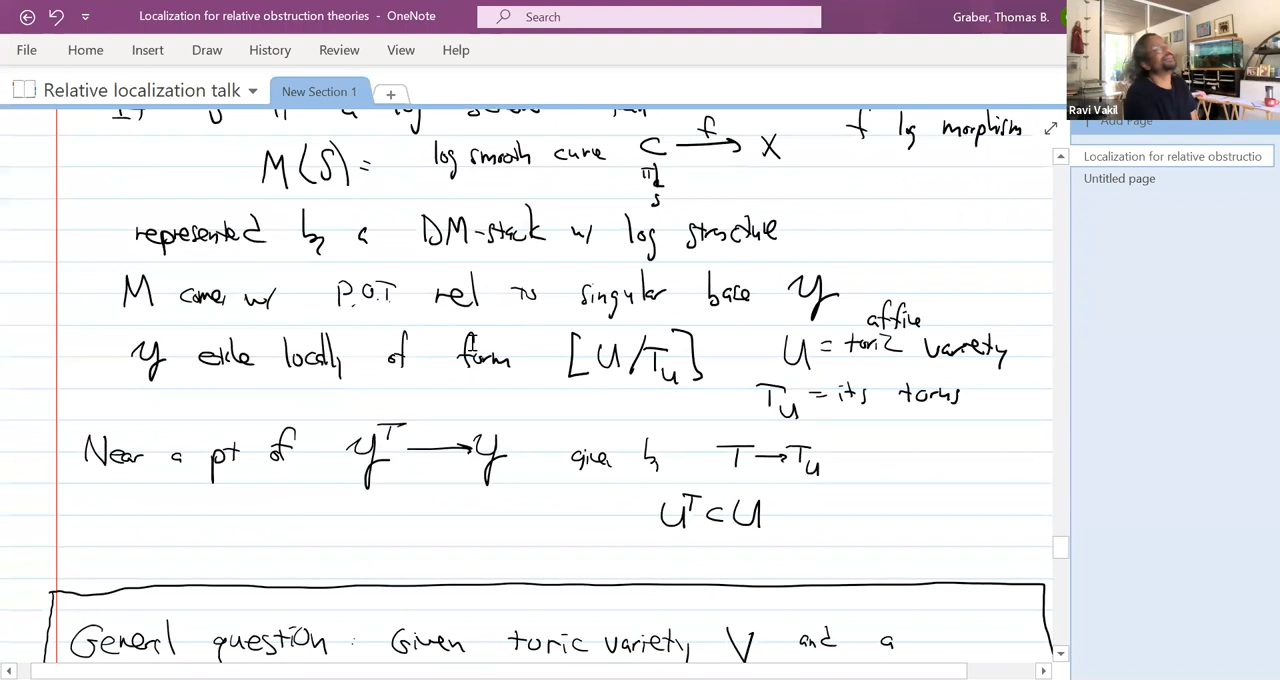 Localization for relative obstruction theories - OneNote
Search
Graber, Thomas B.
File Home Insert Draw History Review View Help
Relative localization talk
New Section 1
+
Ravi Vakil
Add Page
Localization for relative obstructio
Untitled page
f log morphism
M(S) = log smooth curve C →f X
π↓
S
represented by a DM-stack w/ log structure
M comes w/ P.O.T rel to singular base Y
affine
Y etale locally of form [U/T_U] U = toric variety
T_U = its torus
Near a pt of Y^T → Y given by T → T_U
U^T ⊂ U
General question: Given toric variety V and a